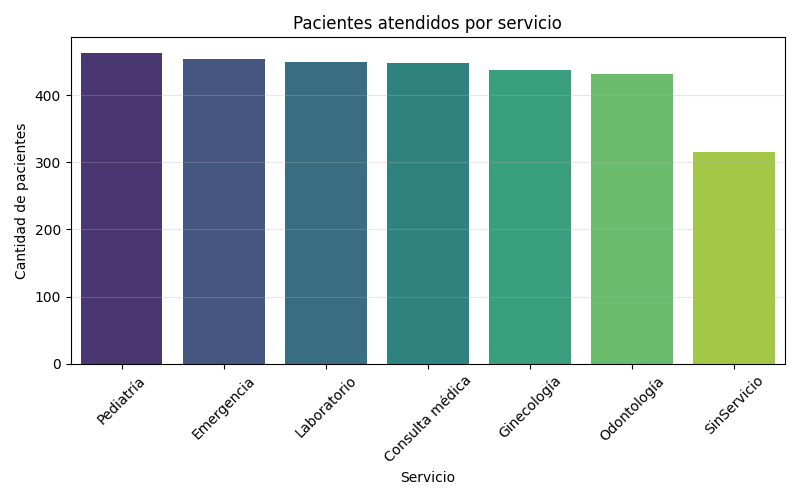 Pacientes atendidos por servicio
Cantidad de pacientes
400
300
200
100
0
Pediatría
Emergencia
Laboratorio
Consulta médica
Ginecología
Odontología
SinServicio
Servicio